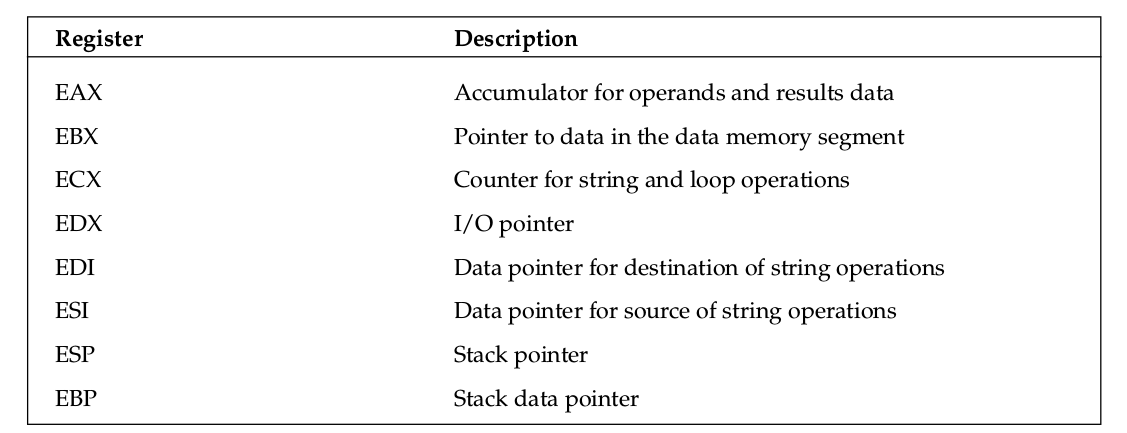 Register Description
EAX Accumulator for operands and results data
EBX Pointer to data in the data memory segment
ECX Counter for string and loop operations
EDX I/O pointer
EDI Data pointer for destination of string operations
ESI Data pointer for source of string operations
ESP Stack pointer
EBP Stack data pointer